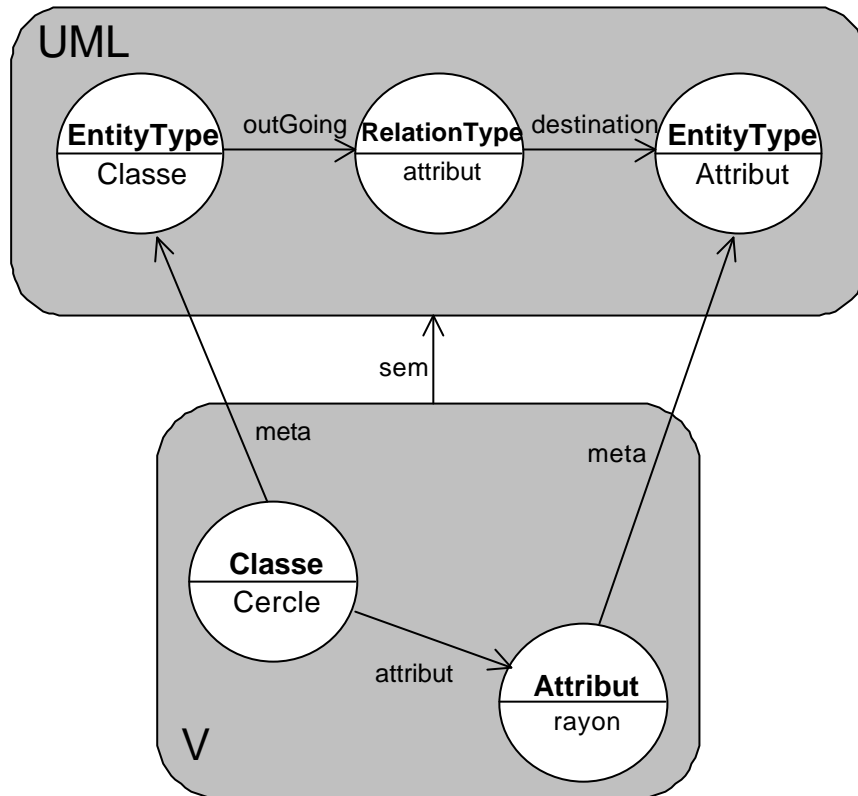 UML
outGoing
destination
EntityType
Classe
RelationType
attribut
EntityType
Attribut
sem
meta
meta
Classe
Cercle
attribut
Attribut
rayon
V